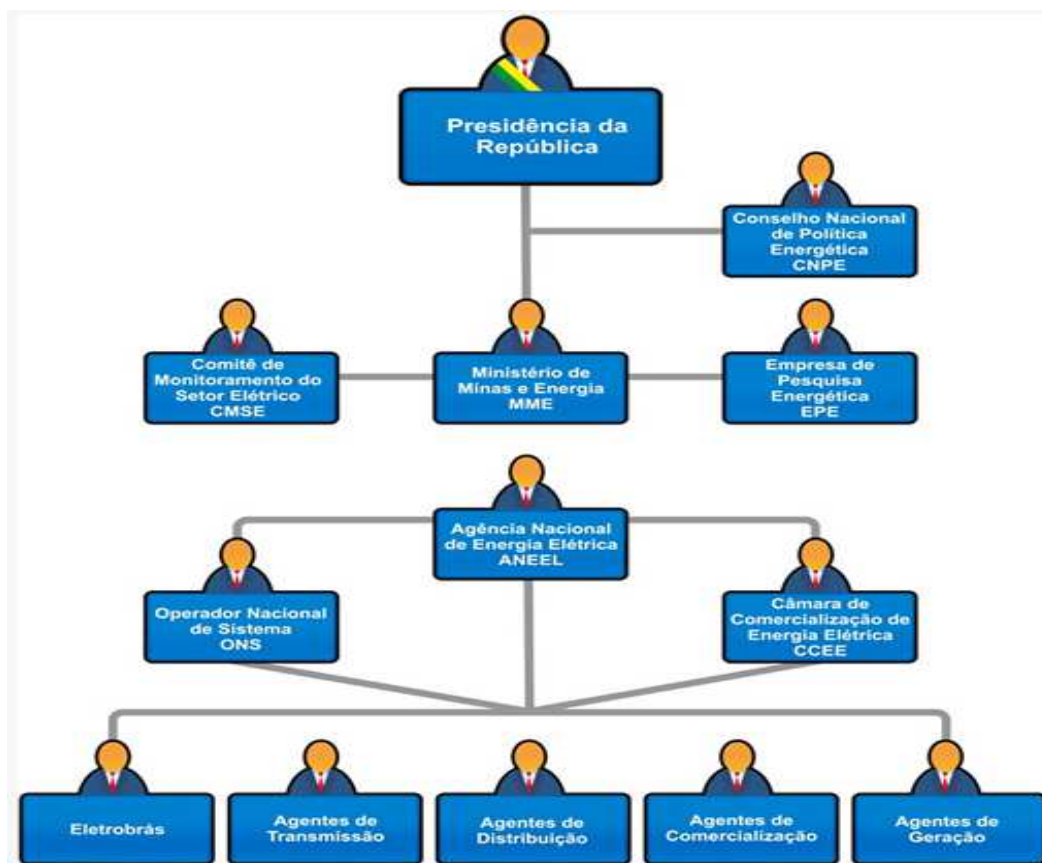 Presidência da
República
Conselho Nacional
de Política
Energética
CNPE
Comitê de
Monitoramento do
Setor Elétrico
CMSE
Ministério de
Minas e Energia
MME
Empresa de
Pesquisa
Energética
EPE
Agência Nacional
de Energia Elétrica
ANEEL
Operador Nacional
de Sistema
ONS
Câmara de
Comercialização de
Energia Elétrica
CCEE
Eletrobrás
Agentes de
Transmissão
Agentes de
Distribuição
Agentes de
Comercialização
Agentes de
Geração